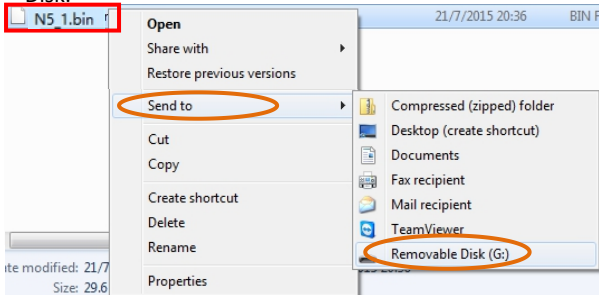 Disk.
N5_1.bin
21/7/2015 20:36
BIN F
Open
Share with
Restore previous versions
Send to
Cut
Copy
Create shortcut
Delete
Rename
Properties
Compressed (zipped) folder
Desktop (create shortcut)
Documents
Fax recipient
Mail recipient
TeamViewer
Removable Disk (G:)
te modified: 21/7
Size: 29.6